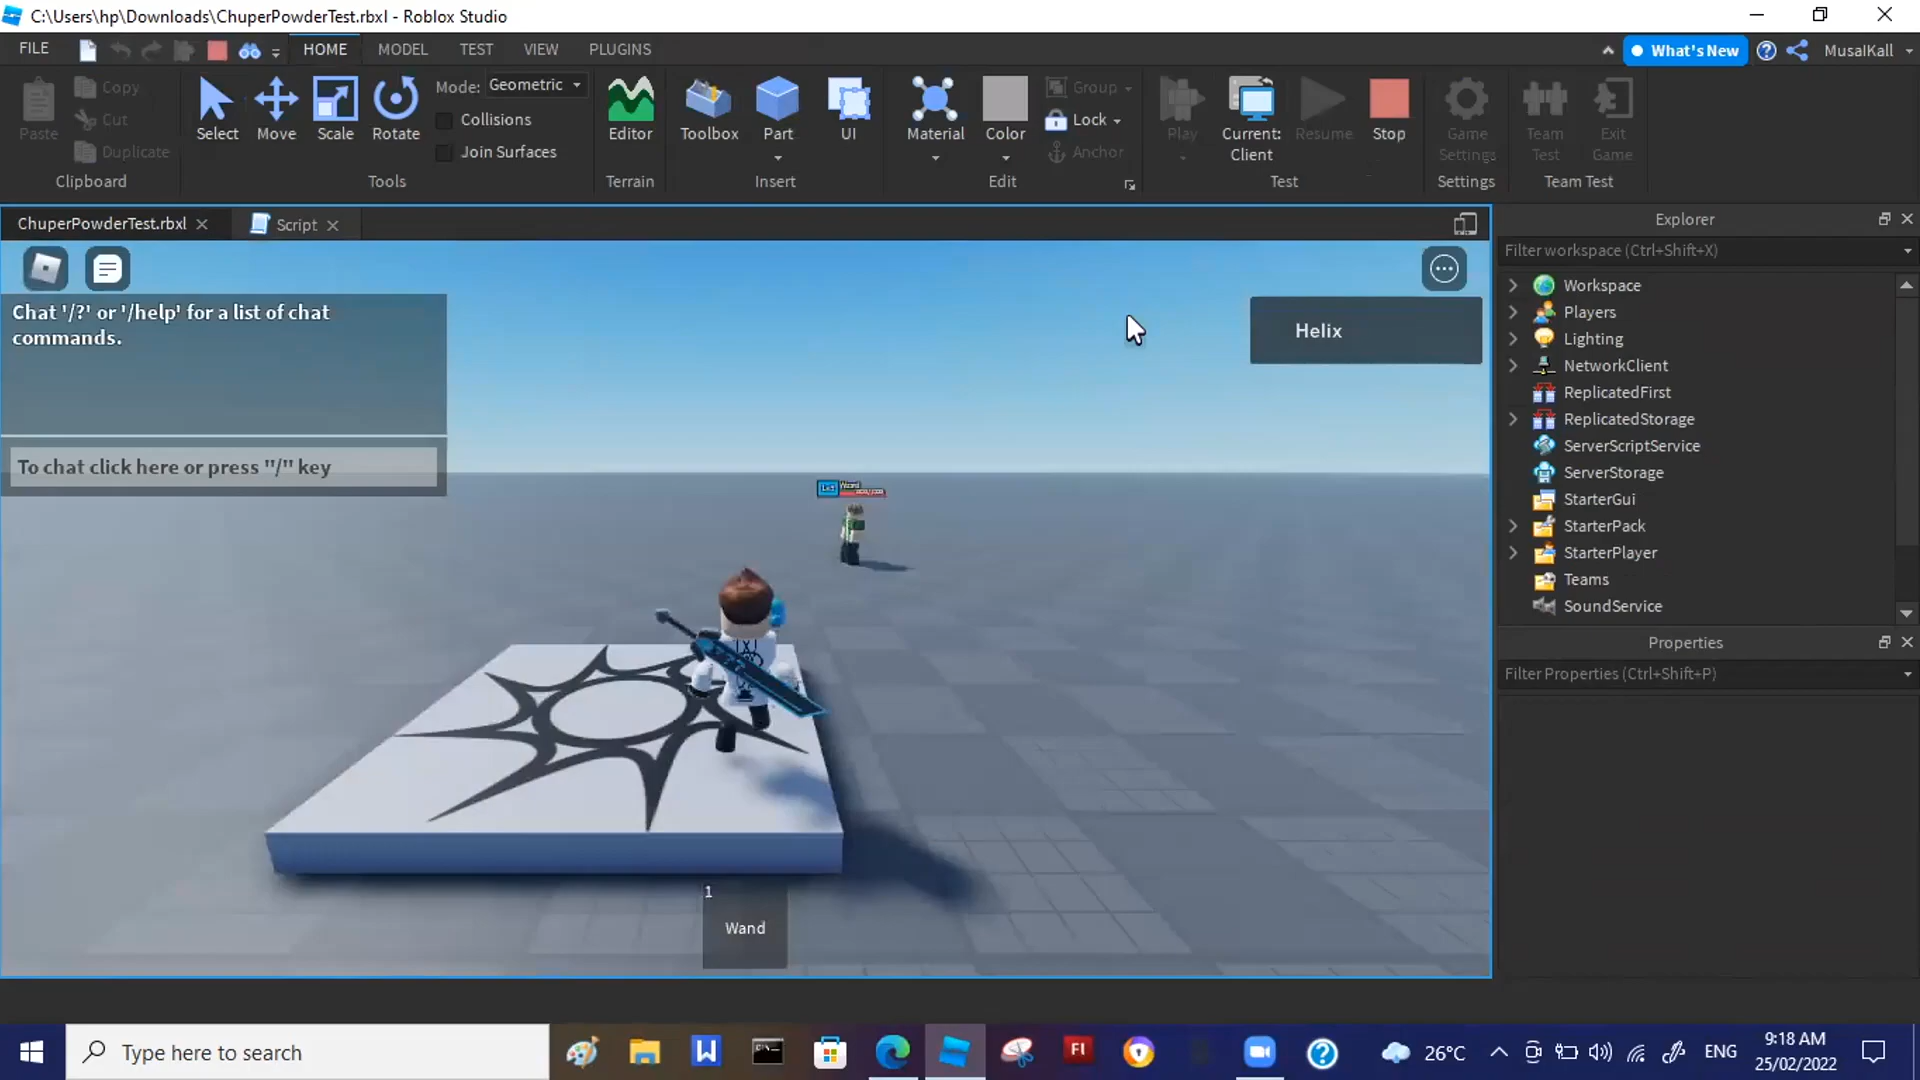 C:\Users\hp\Downloads\ChuperPowderTest.rbxl - Roblox Studio
FILE
HOME
MODEL
TEST
VIEW
PLUGINS
What's New
MusaIKall
Paste
Copy
Cut
Duplicate
Clipboard
Select
Move
Scale
Rotate
Mode: Geometric
Collisions
Join Surfaces
Tools
Editor
Terrain
Toolbox
Part
UI
Insert
Material
Color
Group
Lock
Anchor
Edit
Play
Current: Client
Resume
Stop
Test
Game Settings
Settings
Team Test
Exit Game
Team Test
ChuperPowderTest.rbxl
Script
Chat '/?' or '/help' for a list of chat
commands.
To chat click here or press "/" key
Helix
1
Wand
Explorer
Filter workspace (Ctrl+Shift+X)
Workspace
Players
Lighting
NetworkClient
ReplicatedFirst
ReplicatedStorage
ServerScriptService
ServerStorage
StarterGui
StarterPack
StarterPlayer
Teams
SoundService
Properties
Filter Properties (Ctrl+Shift+P)
Type here to search
W
FI
26°C
ENG
9:18 AM
25/02/2022